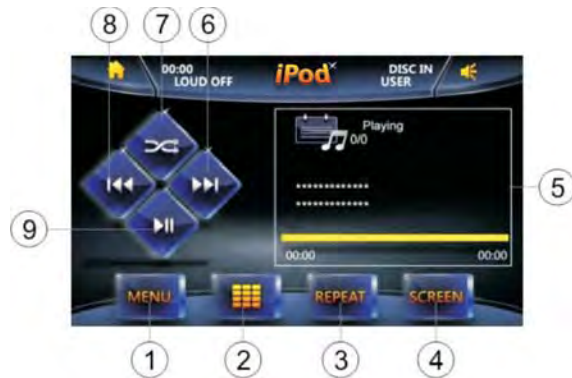 8 7 6
00:00
LOUD OFF
iPod
DISC IN
USER
Playing
0/0
*************
*************
5
9
00:00 00:00
MENU REPEAT SCREEN
1 2 3 4